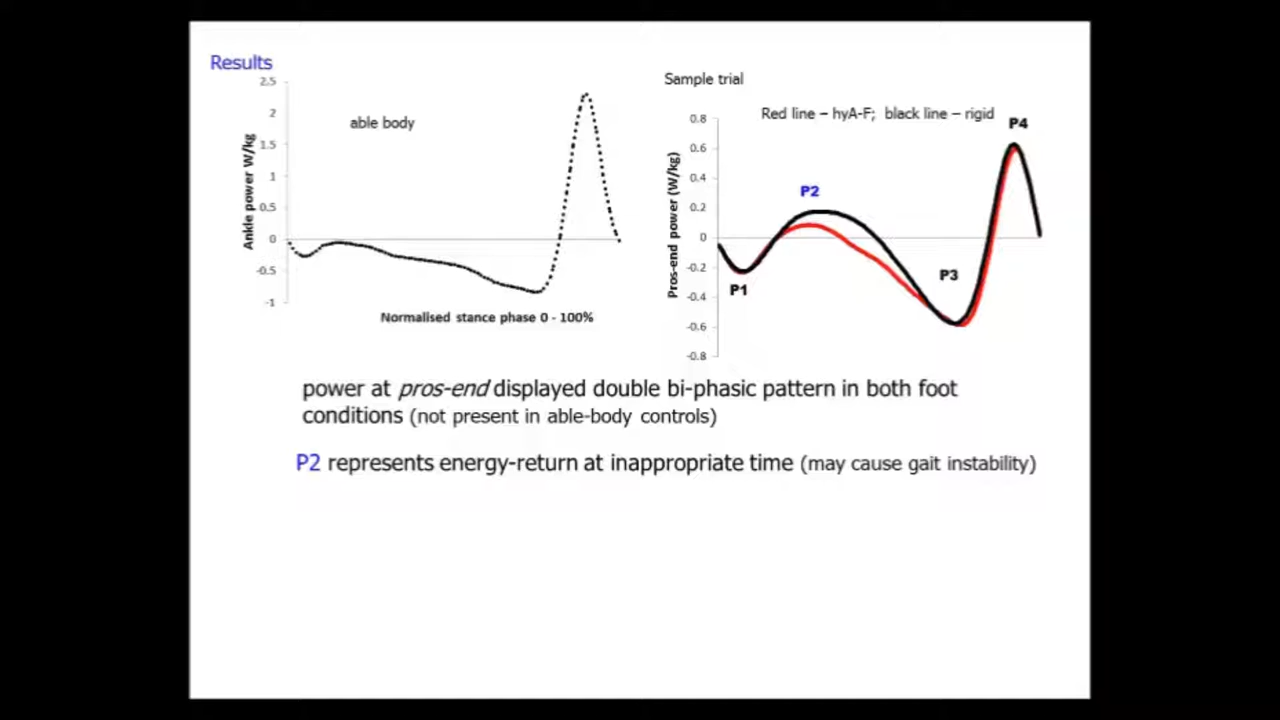 Results
2.5
2
1.5
1
0.5
0
-0.5
-1
Ankle power W/kg
able body
Normalised stance phase 0 - 100%
Sample trial
Red line – hyA-F; black line – rigid
0.8
0.6
0.4
0.2
0
-0.2
-0.4
-0.6
-0.8
Pros-end power (W/kg)
P1
P2
P3
P4
power at pros-end displayed double bi-phasic pattern in both foot
conditions (not present in able-body controls)
P2 represents energy-return at inappropriate time (may cause gait instability)